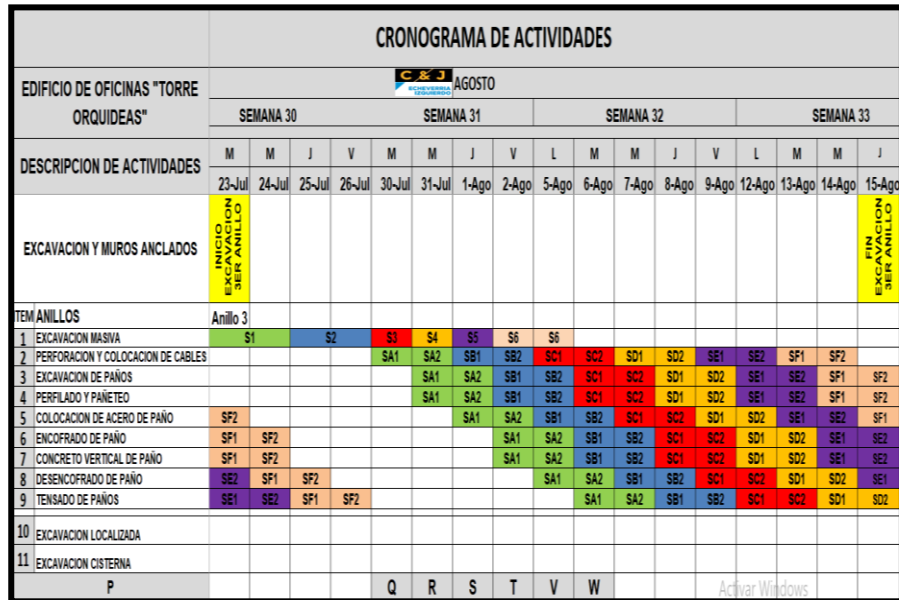 CRONOGRAMA DE ACTIVIDADES
EDIFICIO DE OFICINAS "TORRE ORQUIDEAS"
C & J
ECHEVERRIA IZQUIERDO
AGOSTO
SEMANA 30 SEMANA 31 SEMANA 32 SEMANA 33
DESCRIPCION DE ACTIVIDADES
M M J V M M J V L M M J V L M M J
23-Jul 24-Jul 25-Jul 26-Jul 30-Jul 31-Jul 1-Ago 2-Ago 5-Ago 6-Ago 7-Ago 8-Ago 9-Ago 12-Ago 13-Ago 14-Ago 15-Ago
EXCAVACION Y MUROS ANCLADOS
INICIO EXCAVACION 3ER ANILLO
FIN EXCAVACION 3ER ANILLO
TEM ANILLOS Anillo 3
1 EXCAVACION MASIVA S1 S2 S3 S4 S5 S6 S6
2 PERFORACION Y COLOCACION DE CABLES SA1 SA2 SB1 SB2 SC1 SC2 SD1 SD2 SE1 SE2 SF1 SF2
3 EXCAVACION DE PAÑOS SA1 SA2 SB1 SB2 SC1 SC2 SD1 SD2 SE1 SE2 SF1 SF2
4 PERFILADO Y PAÑETEO SA1 SA2 SB1 SB2 SC1 SC2 SD1 SD2 SE1 SE2 SF1 SF2
5 COLOCACION DE ACERO DE PAÑO SF2 SA1 SA2 SB1 SB2 SC1 SC2 SD1 SD2 SE1 SE2 SF1
6 ENCOFRADO DE PAÑO SF1 SF2 SA1 SA2 SB1 SB2 SC1 SC2 SD1 SD2 SE1 SE2
7 CONCRETO VERTICAL DE PAÑO SF1 SF2 SA1 SA2 SB1 SB2 SC1 SC2 SD1 SD2 SE1 SE2
8 DESENCOFRADO DE PAÑO SE2 SF1 SF2 SA1 SA2 SB1 SB2 SC1 SC2 SD1 SD2 SE1
9 TENSADO DE PAÑOS SE1 SE2 SF1 SF2 SA1 SA2 SB1 SB2 SC1 SC2 SD1 SD2
10 EXCAVACION LOCALIZADA
11 EXCAVACION CISTERNA
P Q R S T V W
Activar Windows